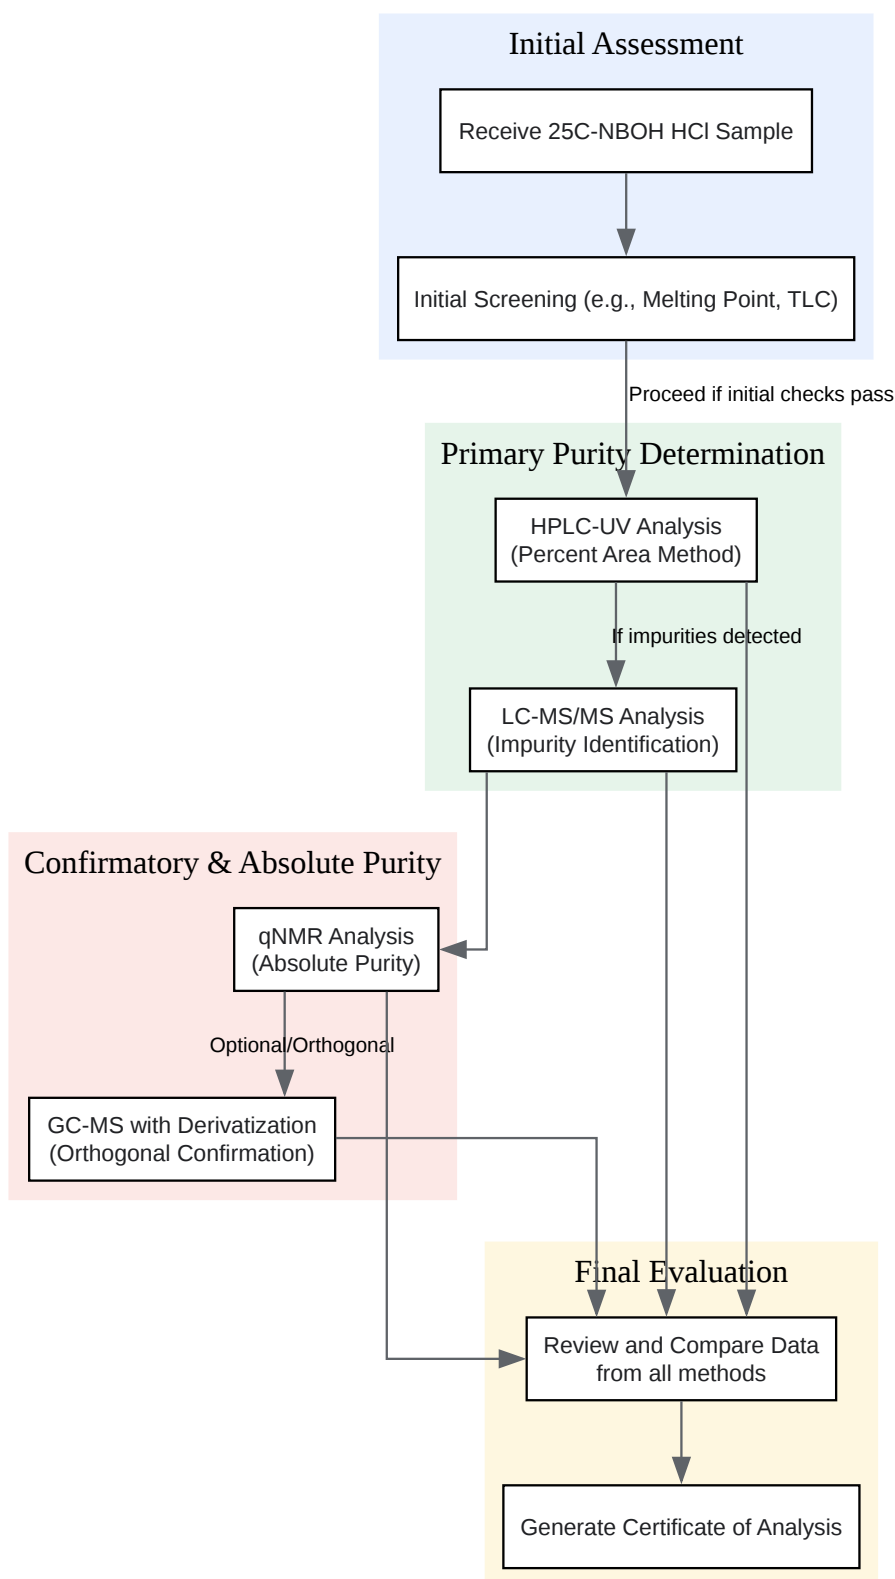 Initial Assessment
Receive 25C-NBOH HCl Sample
Initial Screening (e.g., Melting Point, TLC)
Proceed if initial checks pass
Primary Purity Determination
HPLC-UV Analysis
(Percent Area Method)
If impurities detected
LC-MS/MS Analysis
(Impurity Identification)
Confirmatory & Absolute Purity
qNMR Analysis
(Absolute Purity)
Optional/Orthogonal
GC-MS with Derivatization
(Orthogonal Confirmation)
Final Evaluation
Review and Compare Data
from all methods
Generate Certificate of Analysis